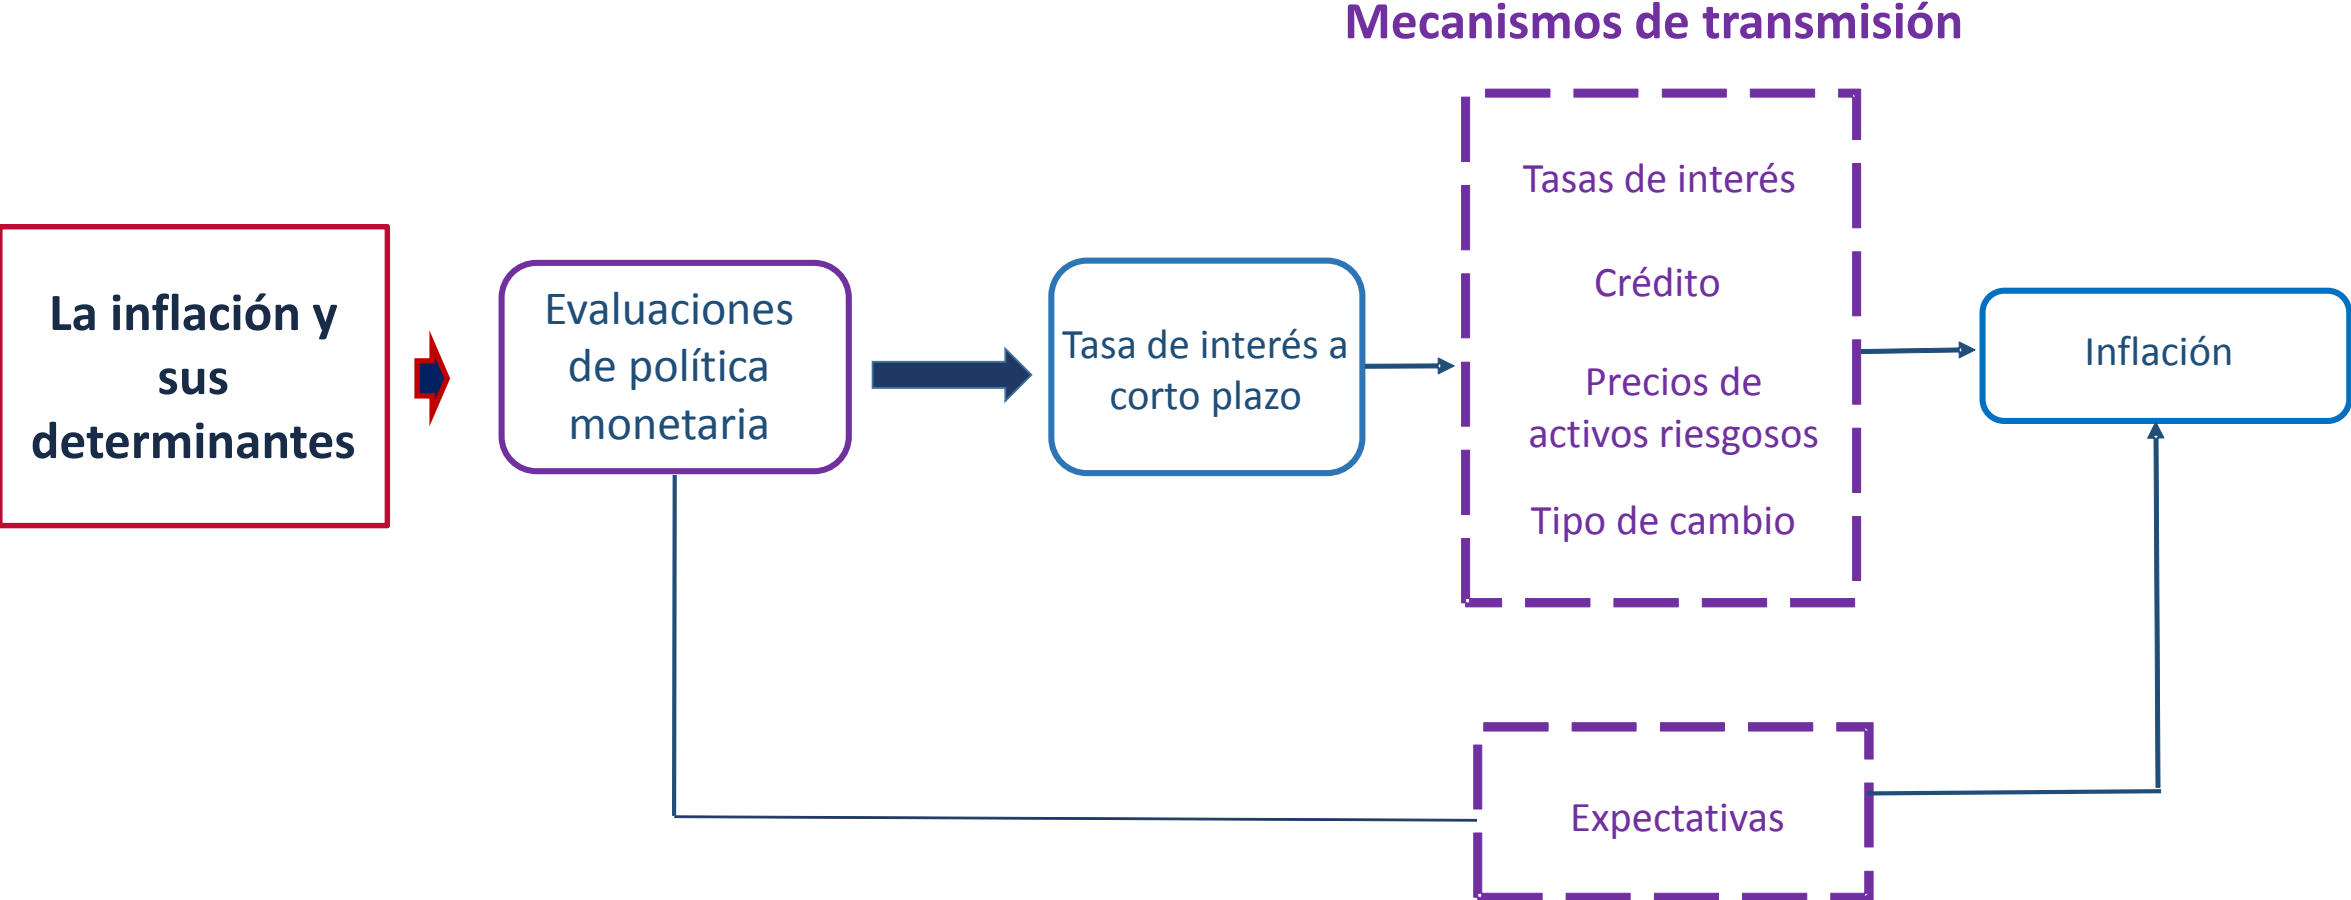 Mecanismos de transmisión
La inflación y
sus
determinantes
Evaluaciones
de política
monetaria
Tasa de interés a
corto plazo
Tasas de interés
Crédito
Precios de
activos riesgosos
Tipo de cambio
Inflación
Expectativas